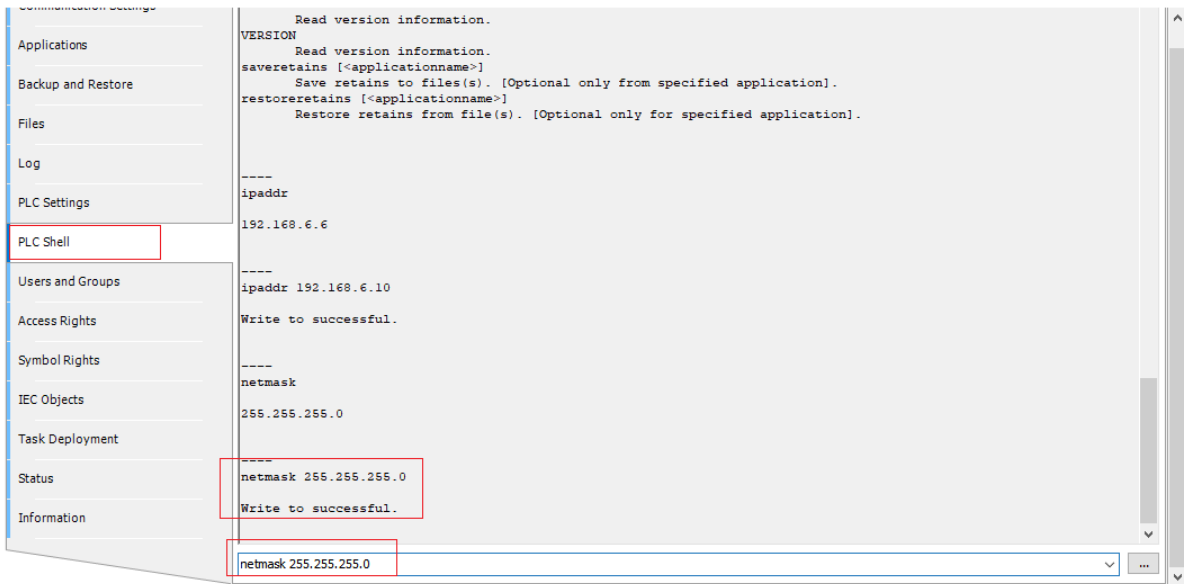 Communication Settings
Applications
Backup and Restore
Files
Log
PLC Settings
PLC Shell
Users and Groups
Access Rights
Symbol Rights
IEC Objects
Task Deployment
Status
Information
Read version information.
VERSION
Read version information.
saveretains [<applicationname>]
Save retains to files(s). [Optional only from specified application].
restoreretains [<applicationname>]
Restore retains from file(s). [Optional only for specified application].
----
ipaddr
192.168.6.6
----
ipaddr 192.168.6.10
Write to successful.
----
netmask
255.255.255.0
----
netmask 255.255.255.0
Write to successful.
netmask 255.255.255.0
...